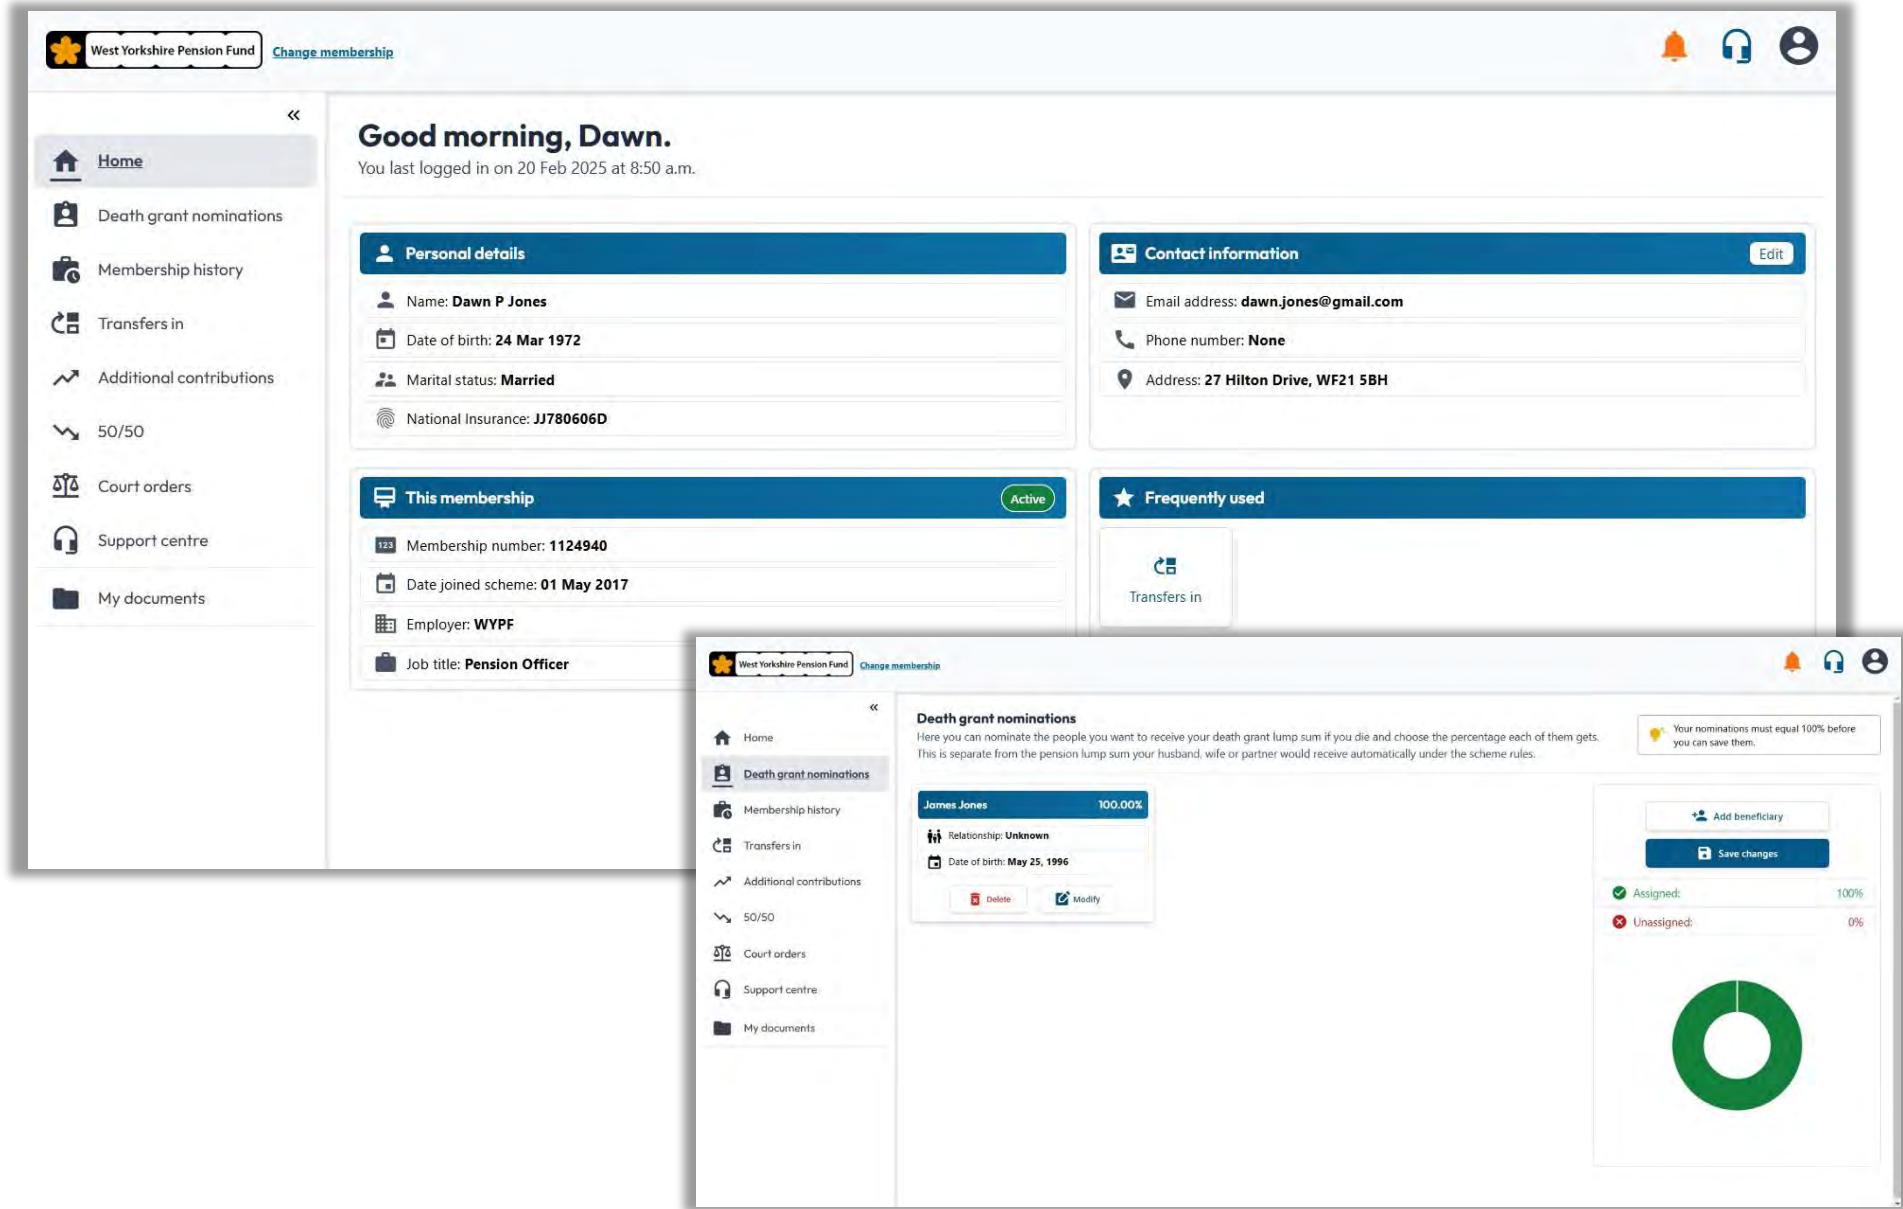 West Yorkshire Pension Fund
Change membership
Home
Death grant nominations
Membership history
Transfers in
Additional contributions
50/50
Court orders
Support centre
My documents
Good morning, Dawn.
You last logged in on 20 Feb 2025 at 8:50 a.m.
Personal details
Name: Dawn P Jones
Date of birth: 24 Mar 1972
Marital status: Married
National Insurance: JJ780606D
Contact information
Edit
Email address: dawn.jones@gmail.com
Phone number: None
Address: 27 Hilton Drive, WF21 5BH
This membership
Active
123
Membership number: 1124940
Date joined scheme: 01 May 2017
Employer: WYPF
Job title: Pension Officer
Frequently used
Transfers in
West Yorkshire Pension Fund
Change membership
Home
Death grant nominations
Membership history
Transfers in
Additional contributions
50/50
Court orders
Support centre
My documents
Death grant nominations
Here you can nominate the people you want to receive your death grant lump sum if you die and choose the percentage each of them gets.
This is separate from the pension lump sum your husband, wife or partner would receive automatically under the scheme rules.
Your nominations must equal 100% before
you can save them.
James Jones 100.00%
Relationship: Unknown
Date of birth: May 25, 1996
Delete
Modify
Add beneficiary
Save changes
Assigned: 100%
Unassigned: 0%